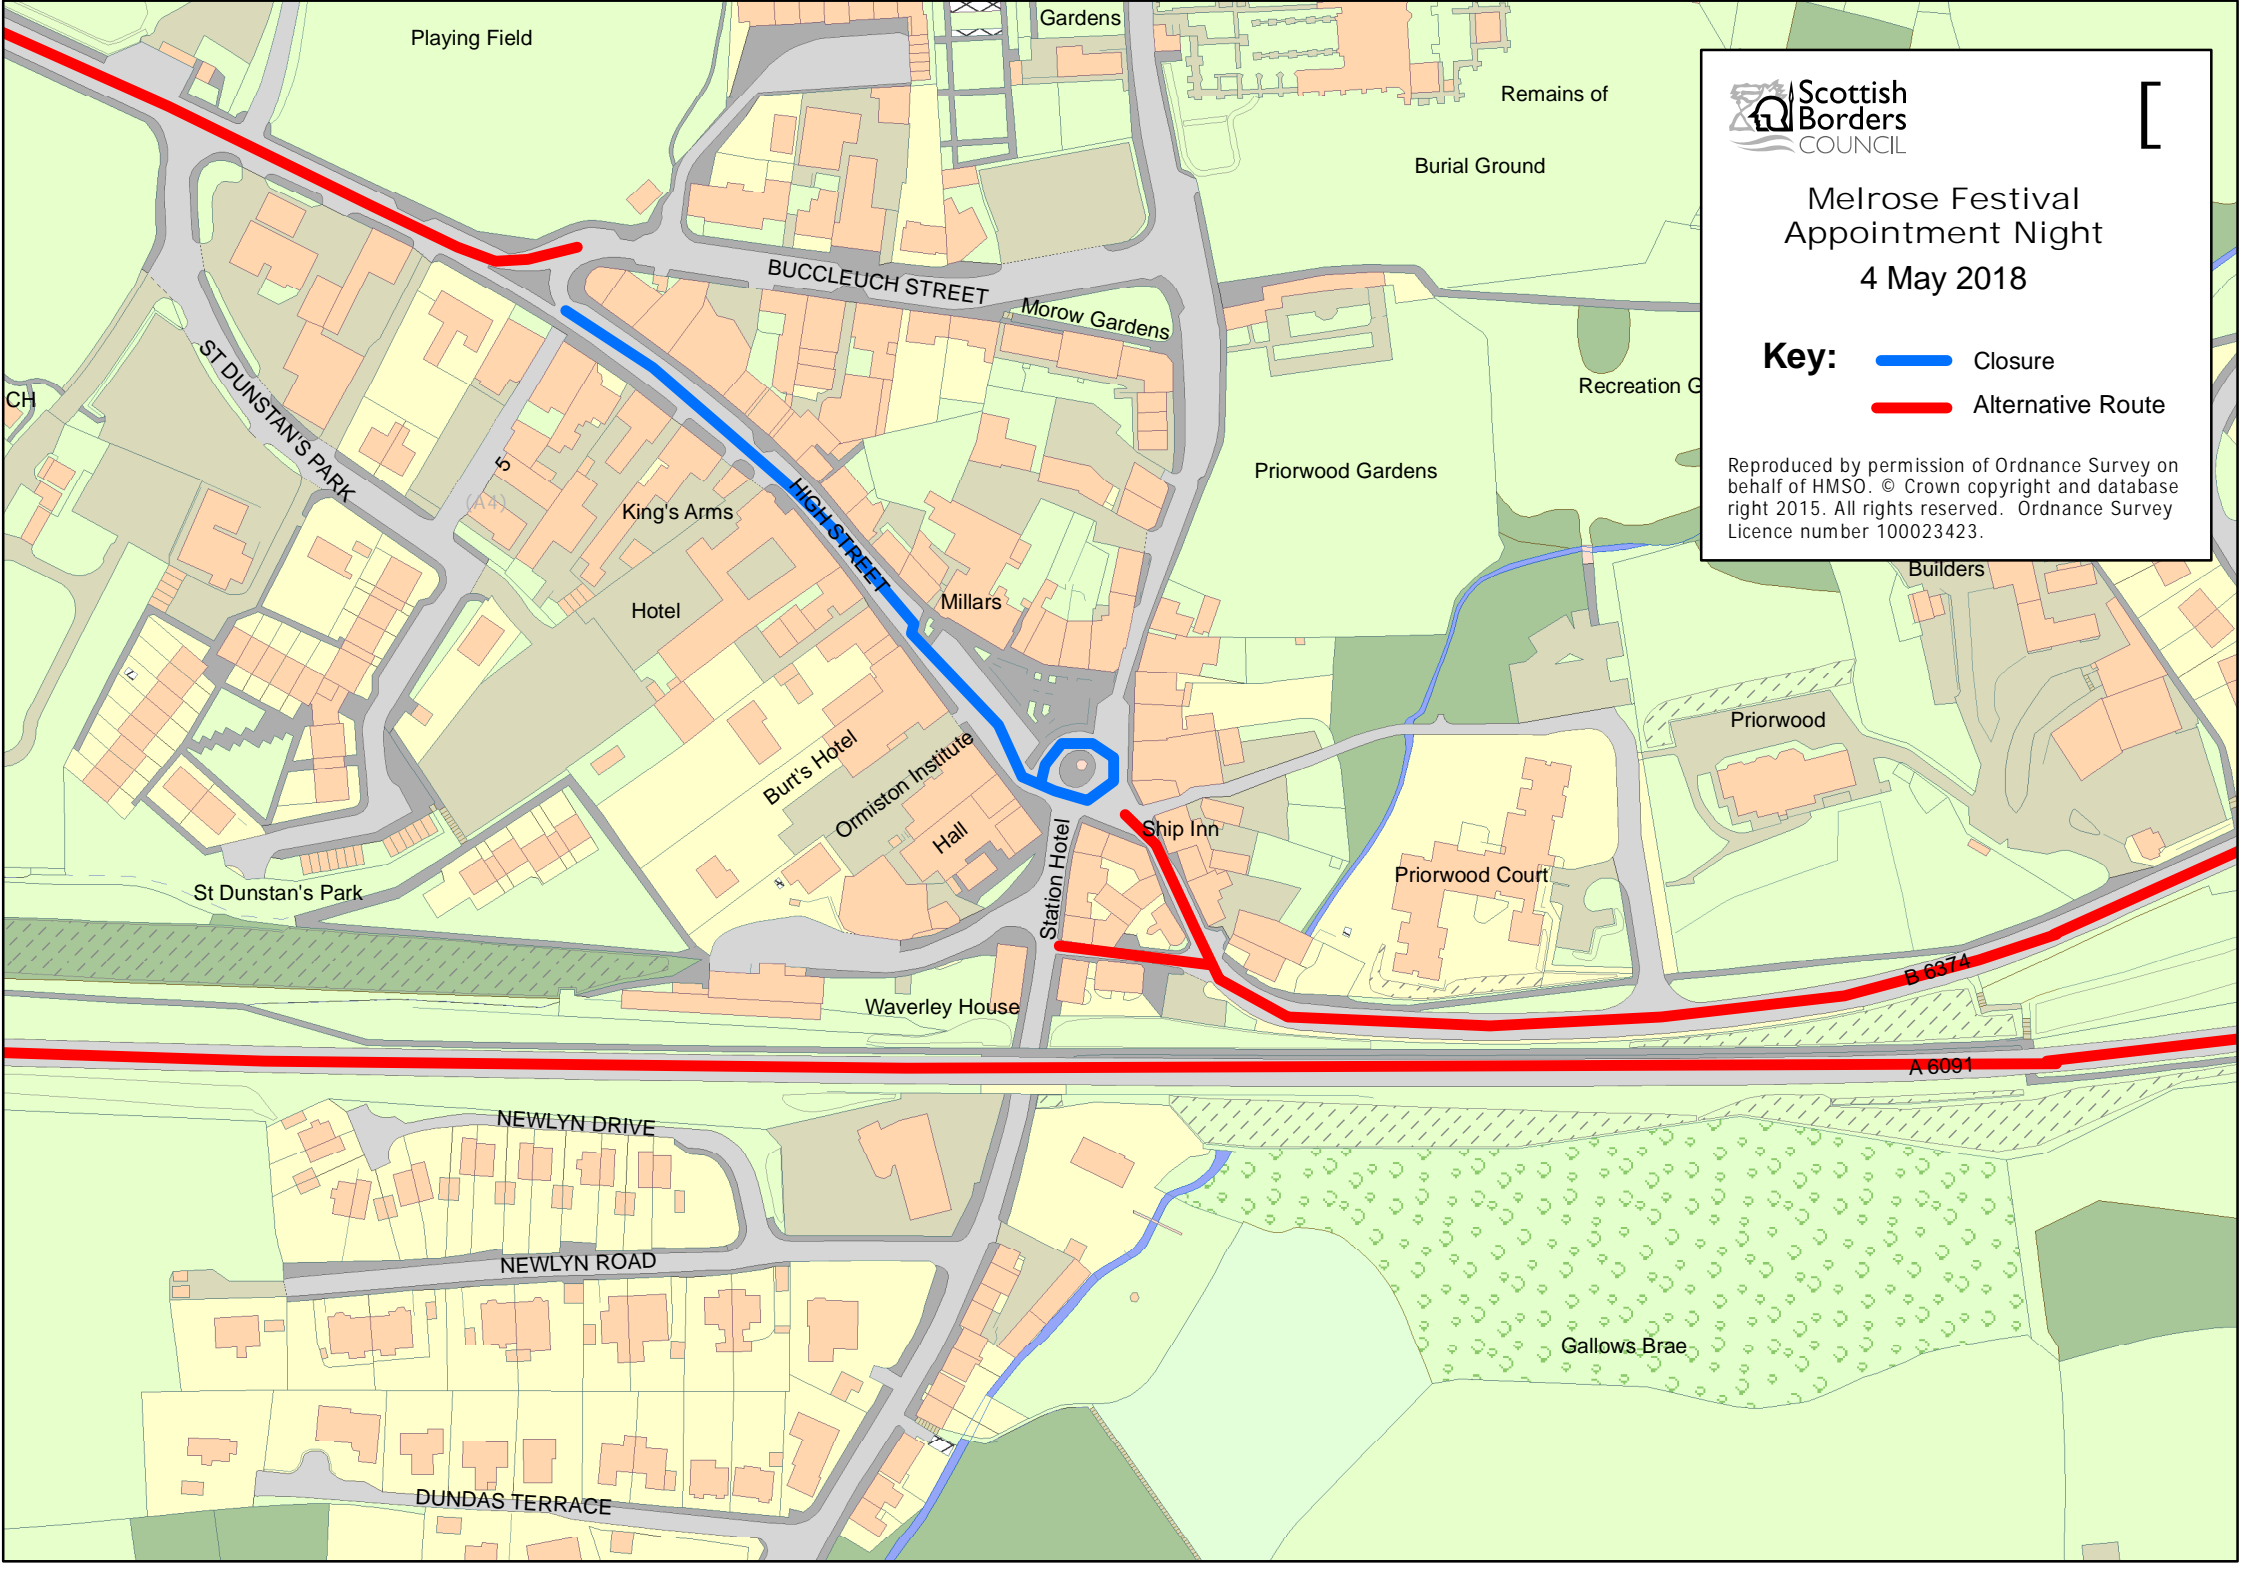 Playing Field
Gardens
Remains of
Burial Ground
Scottish
Borders
COUNCIL
[
Melrose Festival
Appointment Night
4 May 2018
Key:
Closure
Alternative Route
Reproduced by permission of Ordnance Survey on
behalf of HMSO. © Crown copyright and database
right 2015. All rights reserved. Ordnance Survey
Licence number 100023423.
BUCCLEUCH STREET
Morow Gardens
ST DUNSTAN'S PARK
CH
Recreation G
5
(A4)
King's Arms
Hotel
HIGH STREET
Priorwood Gardens
Millars
Builders
Priorwood
Burt's Hotel
Ormiston Institute
Hall
Station Hotel
Ship Inn
Priorwood Court
St Dunstan's Park
Waverley House
B 6374
A 6091
NEWLYN DRIVE
NEWLYN ROAD
Gallows Brae
DUNDAS TERRACE